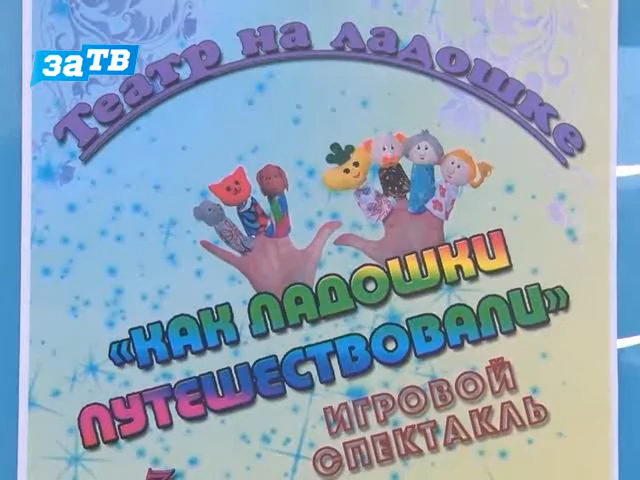 заТВ
Театр на ладошке
«КАК ЛАДОШКИ
ПУТЕШЕСТВОВАЛИ»
ИГРОВОЙ
СПЕКТАКЛЬ